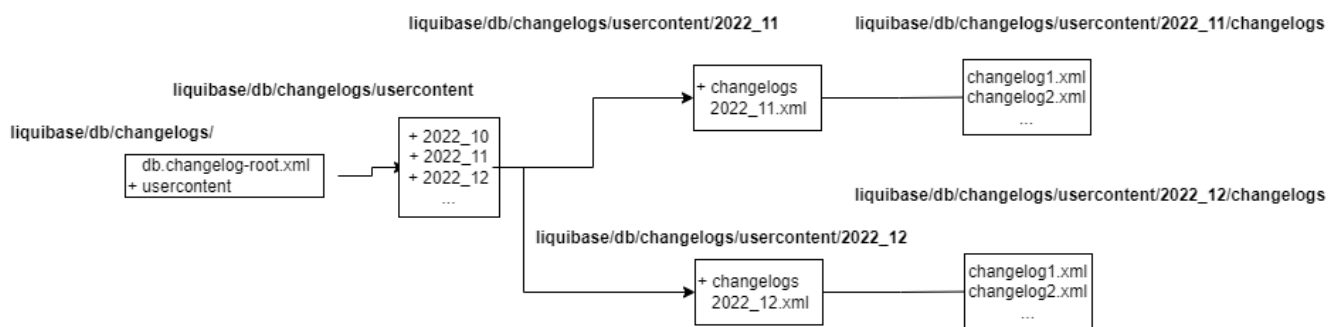 liquibase/db/changelogs/
db.changelog-root.xml
+ usercontent
liquibase/db/changelogs/usercontent
+ 2022_10
+ 2022_11
+ 2022_12
...
liquibase/db/changelogs/usercontent/2022_11
+ changelogs
2022_11.xml
liquibase/db/changelogs/usercontent/2022_11/changelogs
changelog1.xml
changelog2.xml
...
liquibase/db/changelogs/usercontent/2022_12
+ changelogs
2022_12.xml
liquibase/db/changelogs/usercontent/2022_12/changelogs
changelog1.xml
changelog2.xml
...